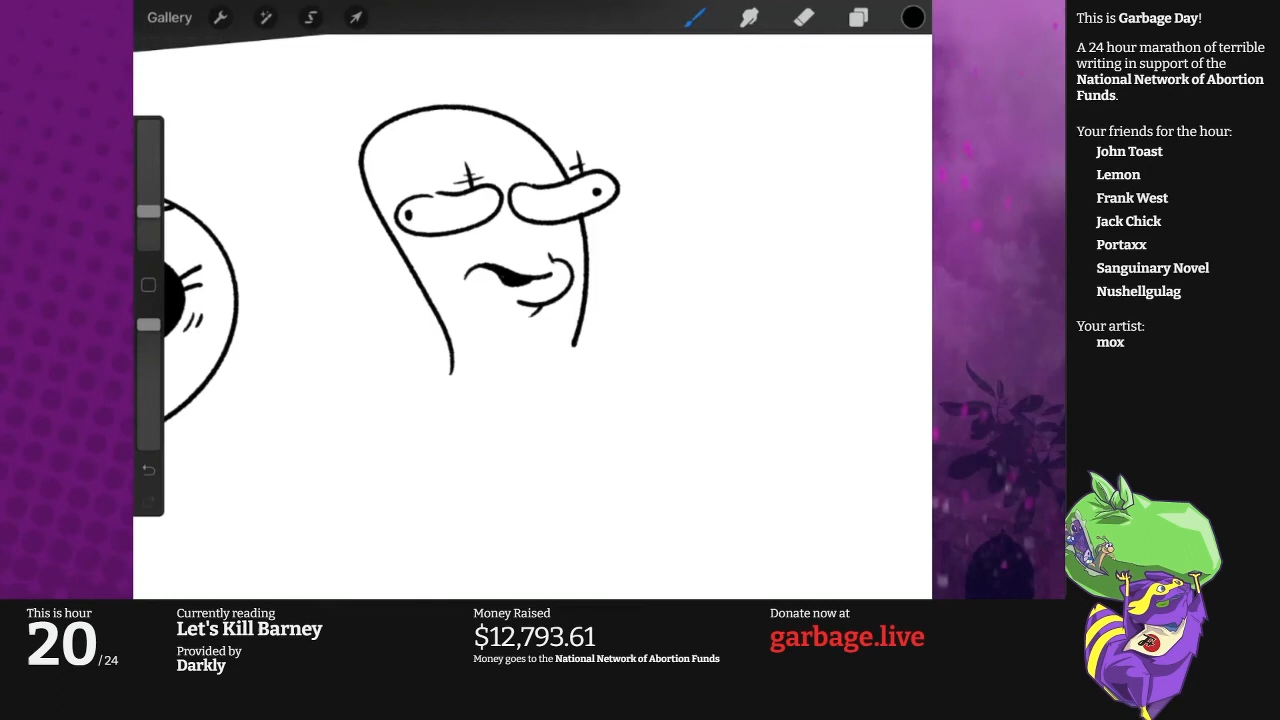 Gallery
This is Garbage Day!
A 24 hour marathon of terrible
writing in support of the
National Network of Abortion
Funds.
Your friends for the hour:
John Toast
Lemon
Frank West
Jack Chick
Portaxx
Sanguinary Novel
Nushellgulag
Your artist:
mox
This is hour
20 / 24
Currently reading
Let's Kill Barney
Provided by
Darkly
Money Raised
$12,793.61
Money goes to the National Network of Abortion Funds
Donate now at
garbage.live